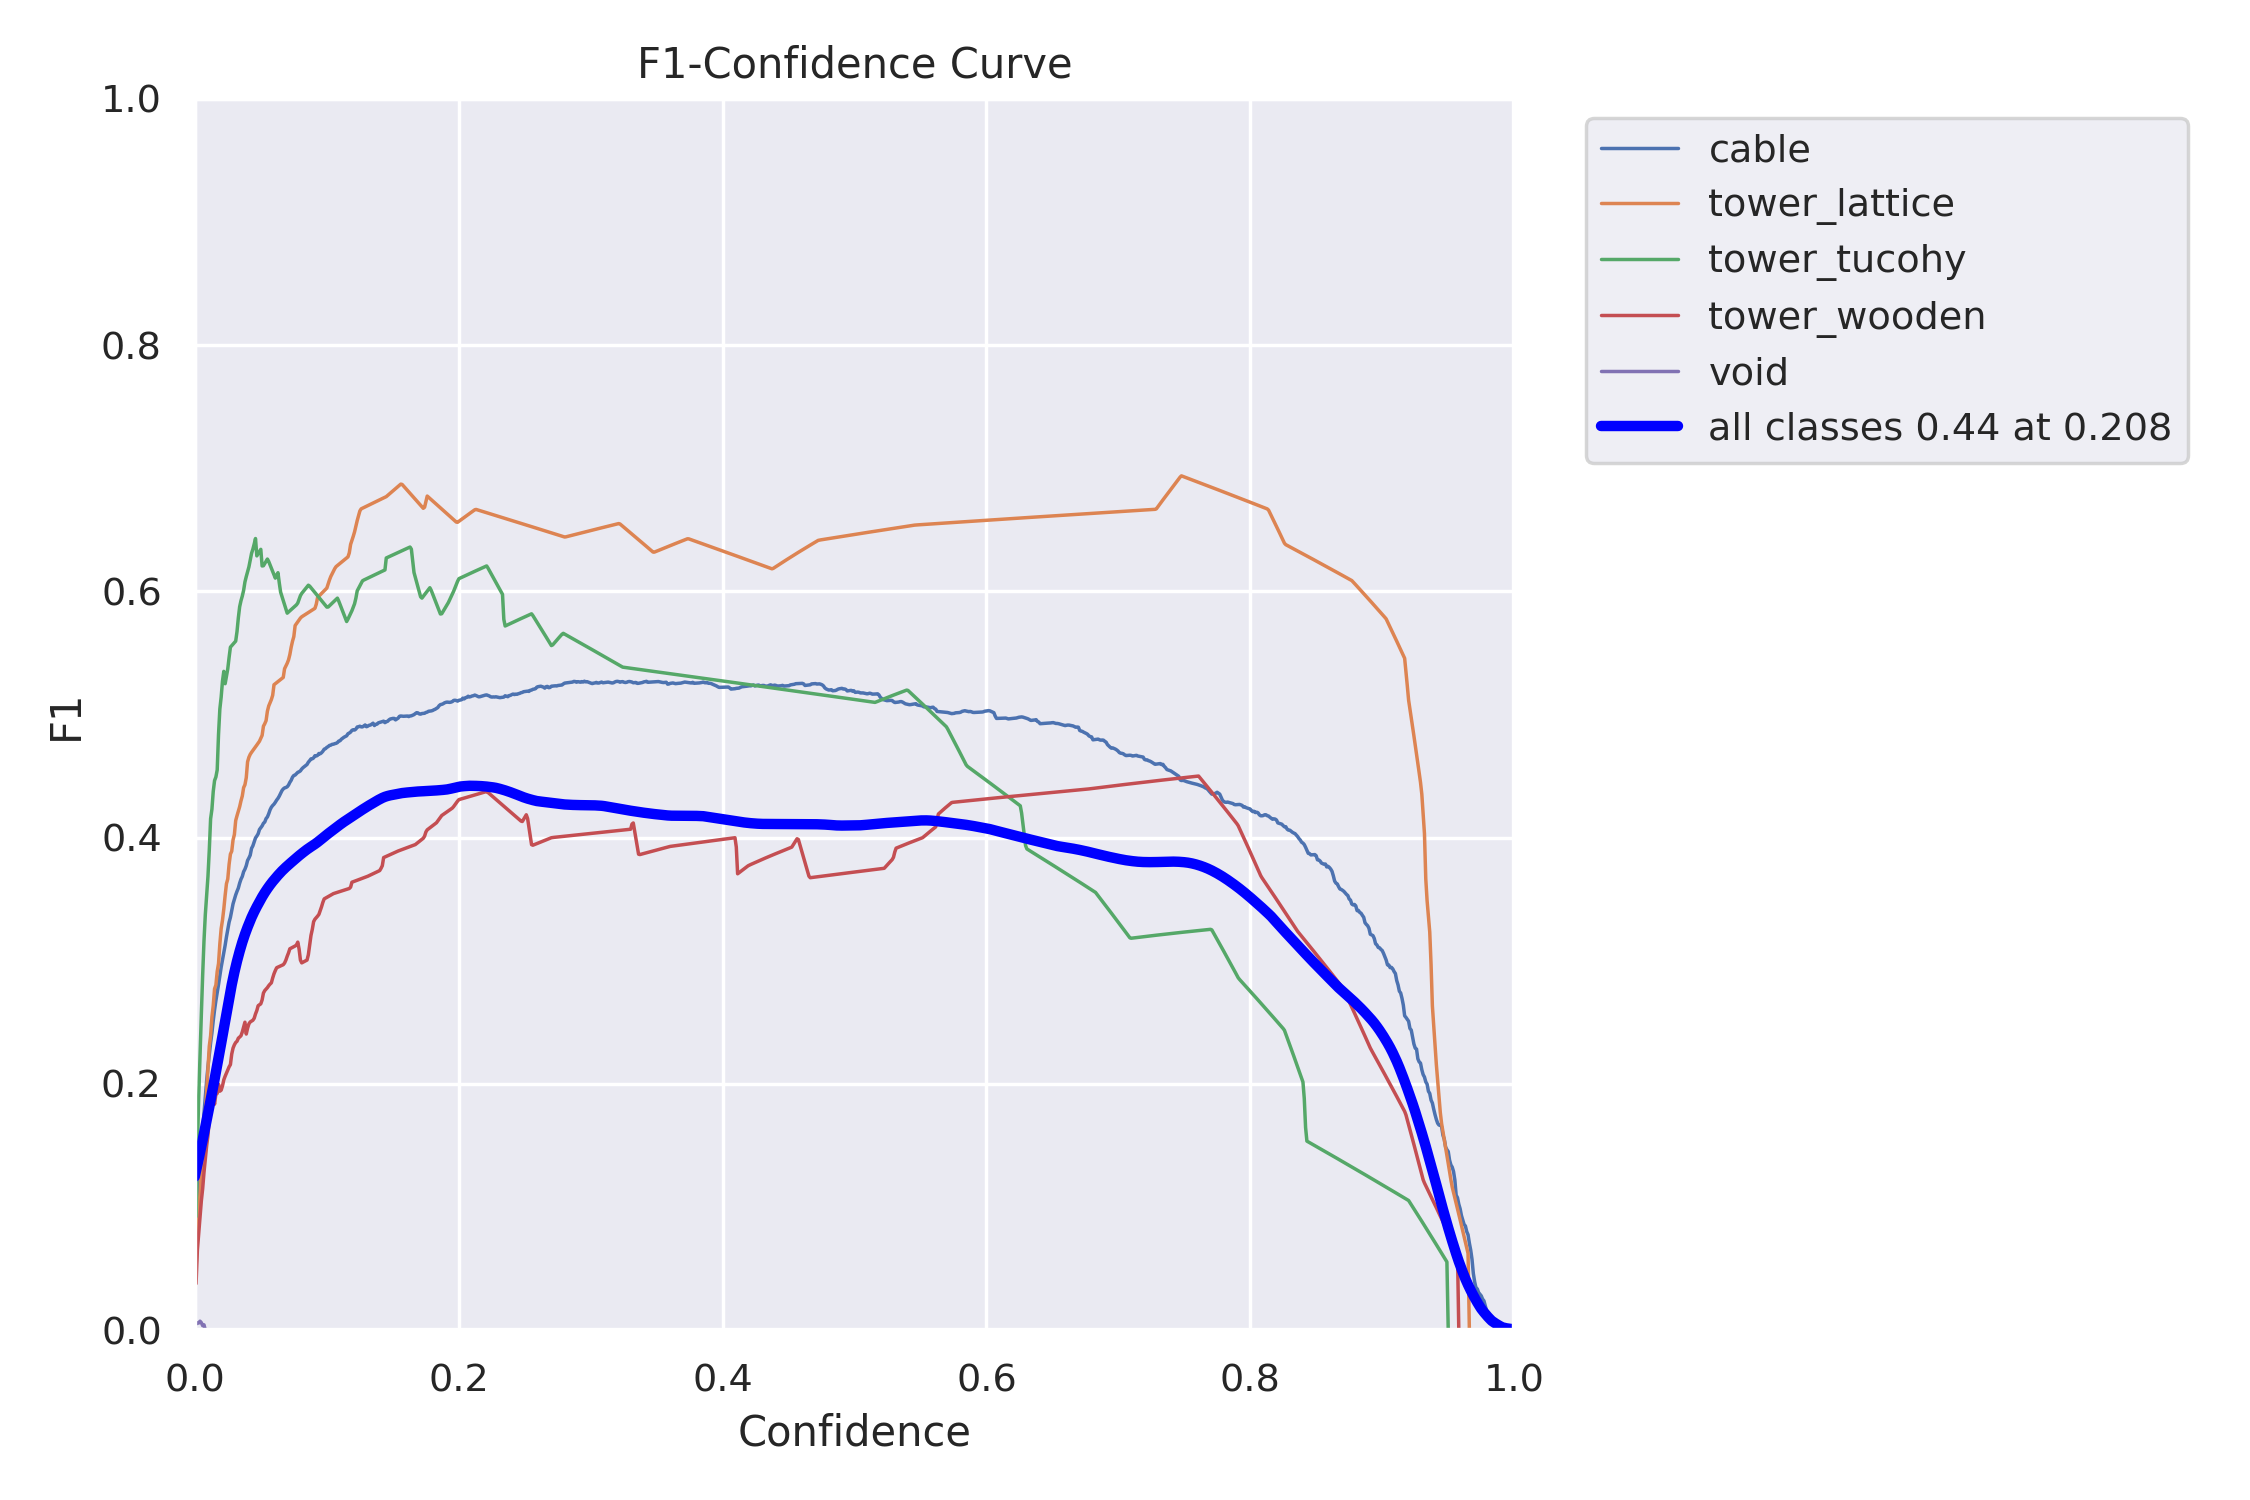 F1-Confidence Curve
1.0
0.8
0.6
0.4
0.2
0.0
F1
0.0 0.2 0.4 0.6 0.8 1.0
Confidence
cable
tower_lattice
tower_tucohy
tower_wooden
void
all classes 0.44 at 0.208